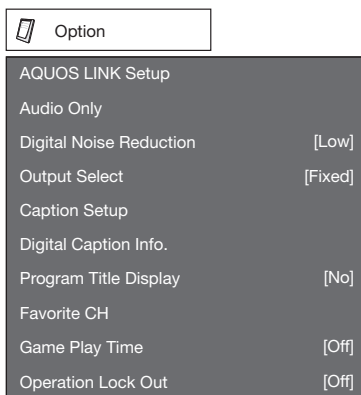 Option
AQUOS LINK Setup
Audio Only
Digital Noise Reduction [Low]
Output Select [Fixed]
Caption Setup
Digital Caption Info.
Program Title Display [No]
Favorite CH
Game Play Time [Off]
Operation Lock Out [Off]